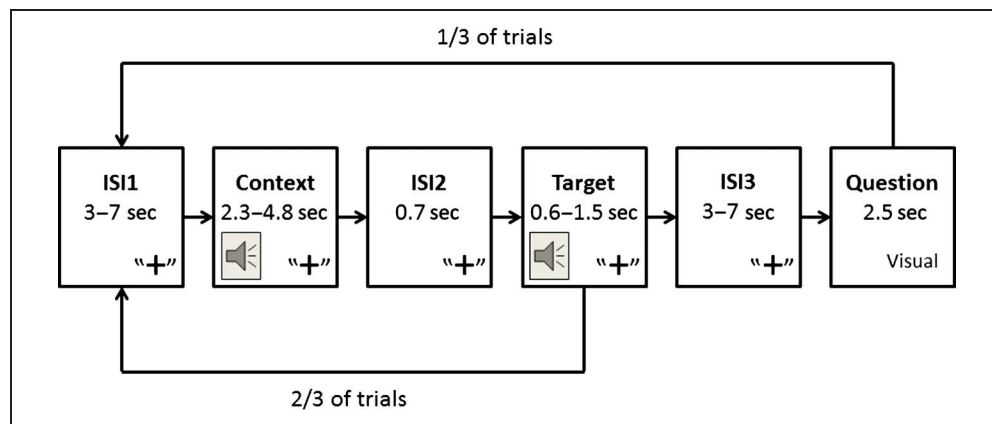 1/3 of trials
ISI1
3–7 sec
"+"
Context
2.3–4.8 sec
"+"
ISI2
0.7 sec
"+"
Target
0.6–1.5 sec
"+"
ISI3
3–7 sec
"+"
Question
2.5 sec
Visual
2/3 of trials